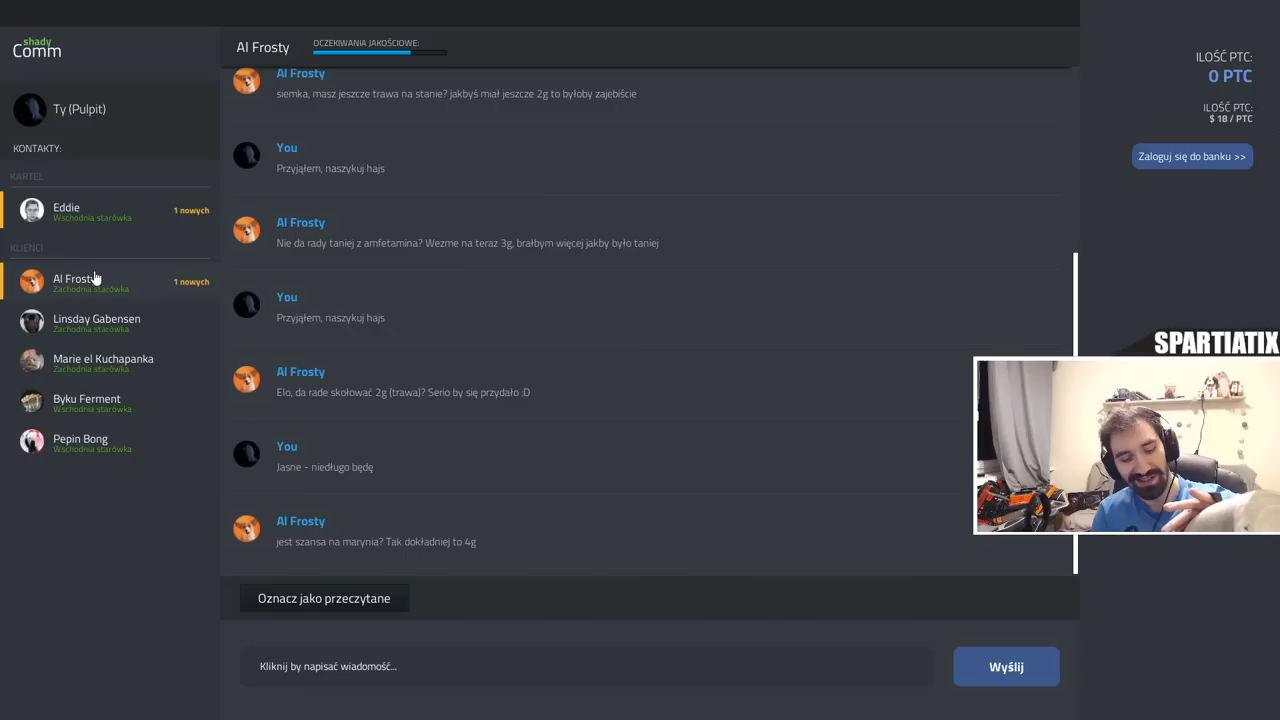 shady
Comm
Ty (Pulpit)
KONTAKTY:
KARTEL
Eddie
Wschodnia starówka
1 nowych
KLIENCI
Al Frosty
Zachodnia starówka
1 nowych
Linsday Gabensen
Zachodnia starówka
Marie el Kuchapanka
Zachodnia starówka
Byku Ferment
Wschodnia starówka
Pepin Bong
Wschodnia starówka
Al Frosty
OCZEKIWANIA JAKOŚCIOWE:
Al Frosty
siemka, masz jeszcze trawa na stanie? jakbyś miał jeszcze 2g to byłoby zajebiście
You
Przyjąłem, naszykuj hajs
Al Frosty
Nie da rady taniej z amfetamina? Wezme na teraz 3g, brałbym więcej jakby było taniej
You
Przyjąłem, naszykuj hajs
Al Frosty
Elo, da rade skołować 2g (trawa)? Serio by się przydało :D
You
Jasne - niedługo będę
Al Frosty
jest szansa na marynia? Tak dokładniej to 4g
Oznacz jako przeczytane
Kliknij by napisać wiadomość...
Wyślij
ILOŚĆ PTC:
0 PTC
ILOŚĆ PTC:
$ 18 / PTC
Zaloguj się do banku >>
SPARTIATIX